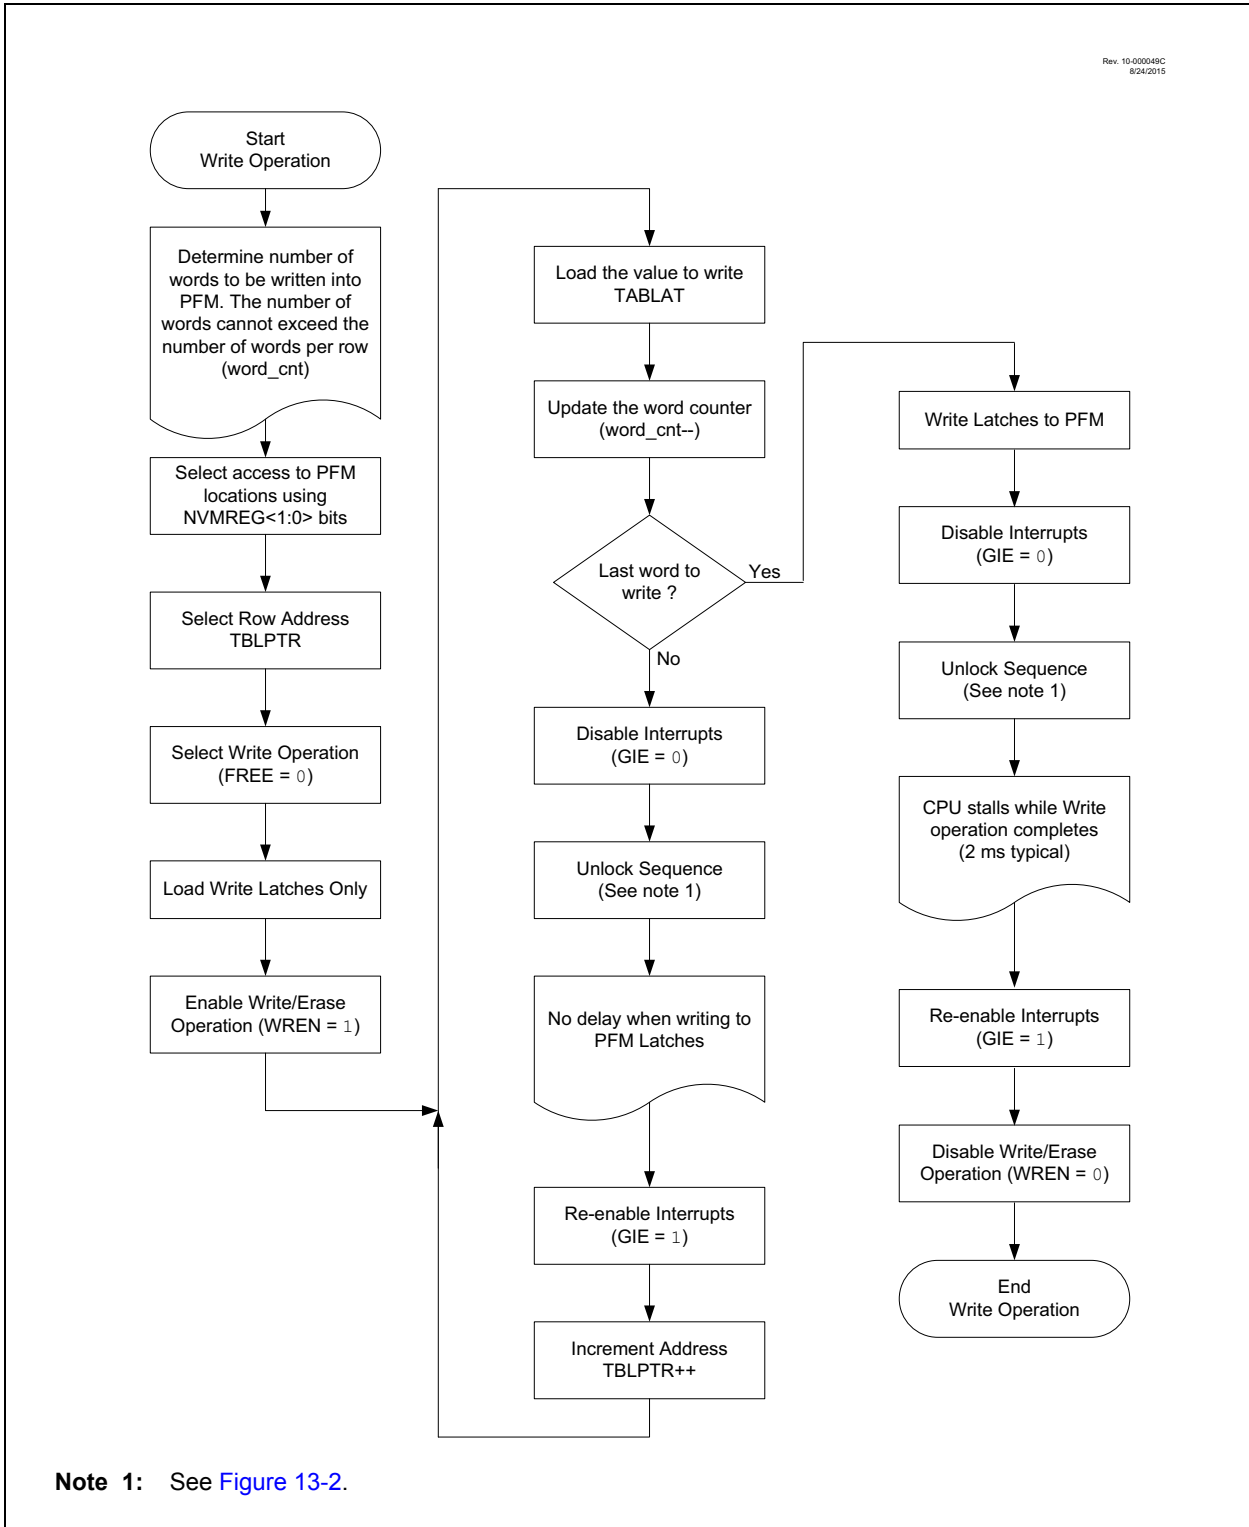 Rev. 10-000049C
8/24/2015
Start
Write Operation
Determine number of
words to be written into
PFM. The number of
words cannot exceed the
number of words per row
(word_cnt)
Select access to PFM
locations using
NVMREG<1:0> bits
Select Row Address
TBLPTR
Select Write Operation
(FREE = 0)
Load Write Latches Only
Enable Write/Erase
Operation (WREN = 1)
Load the value to write
TABLAT
Update the word counter
(word_cnt--)
Last word to
write ?
Yes
No
Disable Interrupts
(GIE = 0)
Unlock Sequence
(See note 1)
No delay when writing to
PFM Latches
Re-enable Interrupts
(GIE = 1)
Increment Address
TBLPTR++
Write Latches to PFM
Disable Interrupts
(GIE = 0)
Unlock Sequence
(See note 1)
CPU stalls while Write
operation completes
(2 ms typical)
Re-enable Interrupts
(GIE = 1)
Disable Write/Erase
Operation (WREN = 0)
End
Write Operation
Note 1: See Figure 13-2.